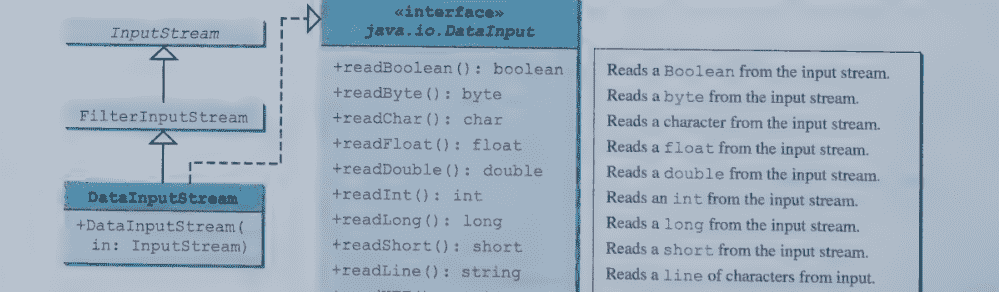 InputStream
FilterInputStream
DataInputStream
+DataInputStream(
in: InputStream)
«interface»
java.io.DataInput
+readBoolean(): boolean
+readByte(): byte
+readChar(): char
+readFloat(): float
+readDouble(): double
+readInt(): int
+readLong(): long
+readShort(): short
+readLine(): string
Reads a Boolean from the input stream.
Reads a byte from the input stream.
Reads a character from the input stream.
Reads a float from the input stream.
Reads a double from the input stream.
Reads an int from the input stream.
Reads a long from the input stream.
Reads a short from the input stream.
Reads a line of characters from input.